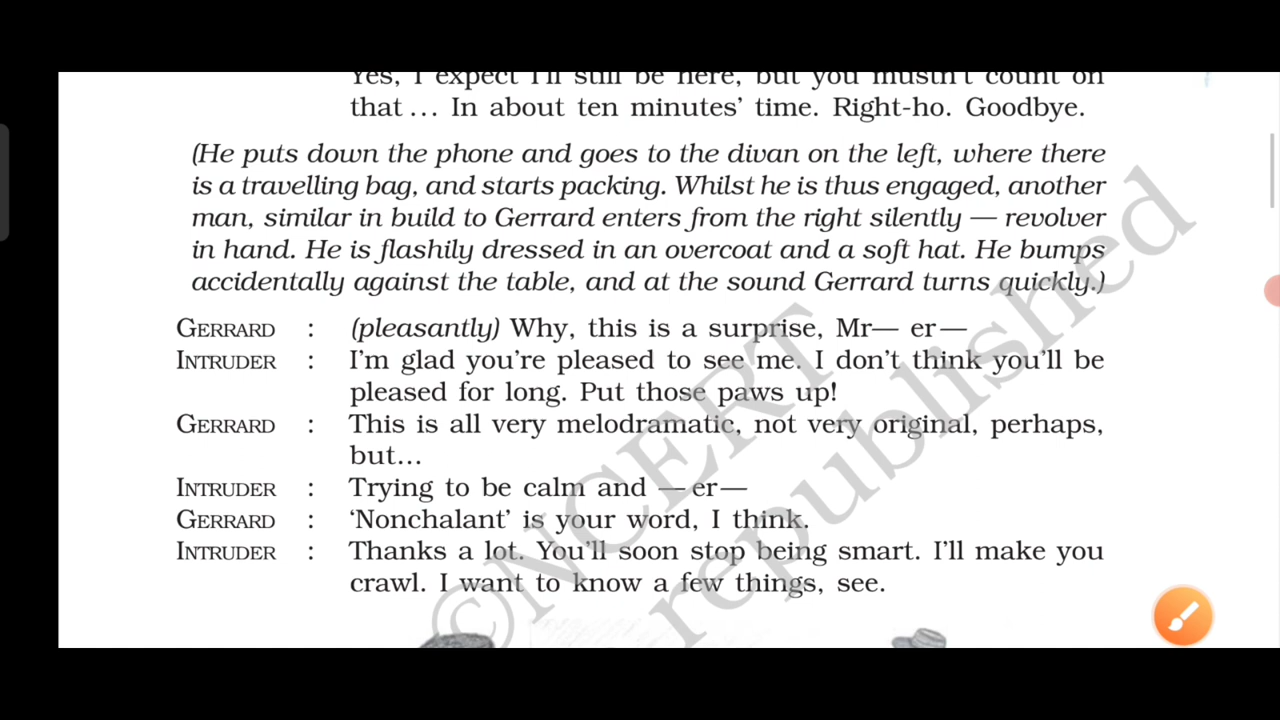 Yes, I expect I'll still be here, but you mustn't count on
that ... In about ten minutes' time. Right-ho. Goodbye.
(He puts down the phone and goes to the divan on the left, where there
is a travelling bag, and starts packing. Whilst he is thus engaged, another
man, similar in build to Gerrard enters from the right silently — revolver
in hand. He is flashily dressed in an overcoat and a soft hat. He bumps
accidentally against the table, and at the sound Gerrard turns quickly.)
GERRARD : (pleasantly) Why, this is a surprise, Mr— er—
INTRUDER : I'm glad you're pleased to see me. I don't think you'll be
pleased for long. Put those paws up!
GERRARD : This is all very melodramatic, not very original, perhaps,
but...
INTRUDER : Trying to be calm and —er—
GERRARD : 'Nonchalant' is your word, I think.
INTRUDER : Thanks a lot. You'll soon stop being smart. I'll make you
crawl. I want to know a few things, see.
©NCERT
republished